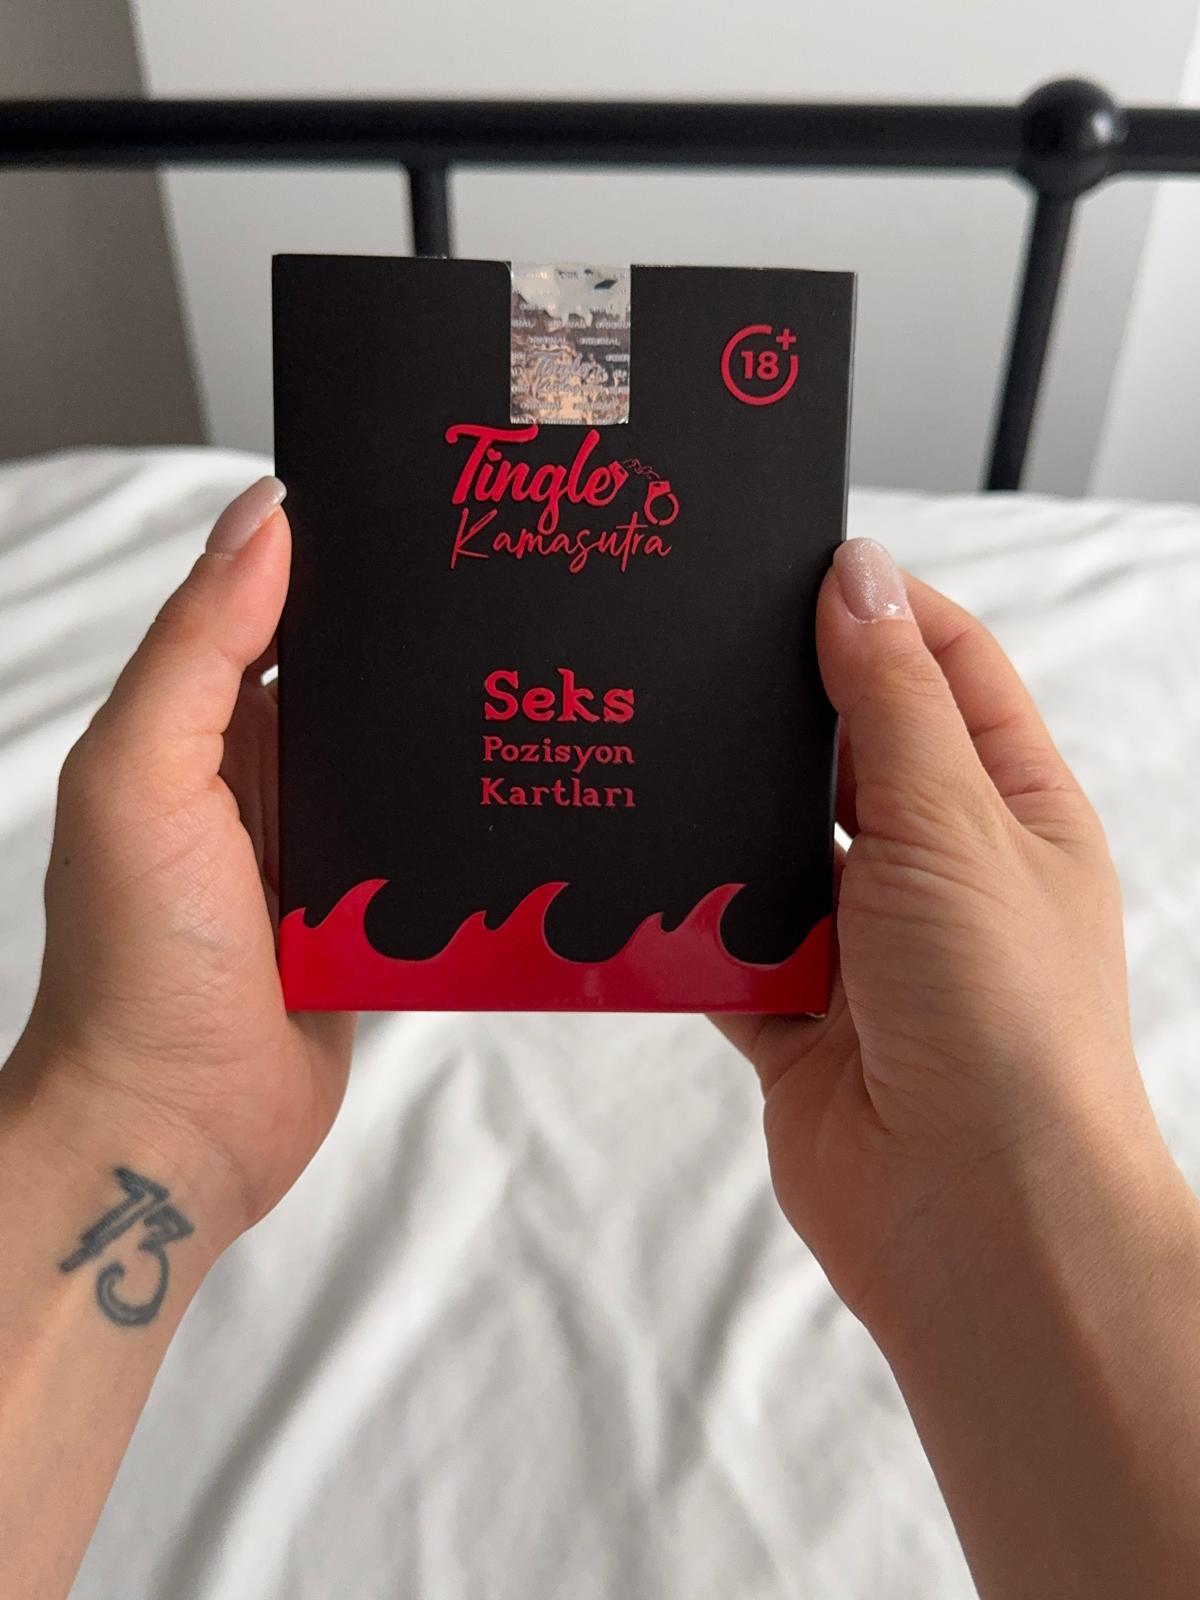 18+
Tingle
Kamasutra
Seks
Pozisyon
Kartları
13